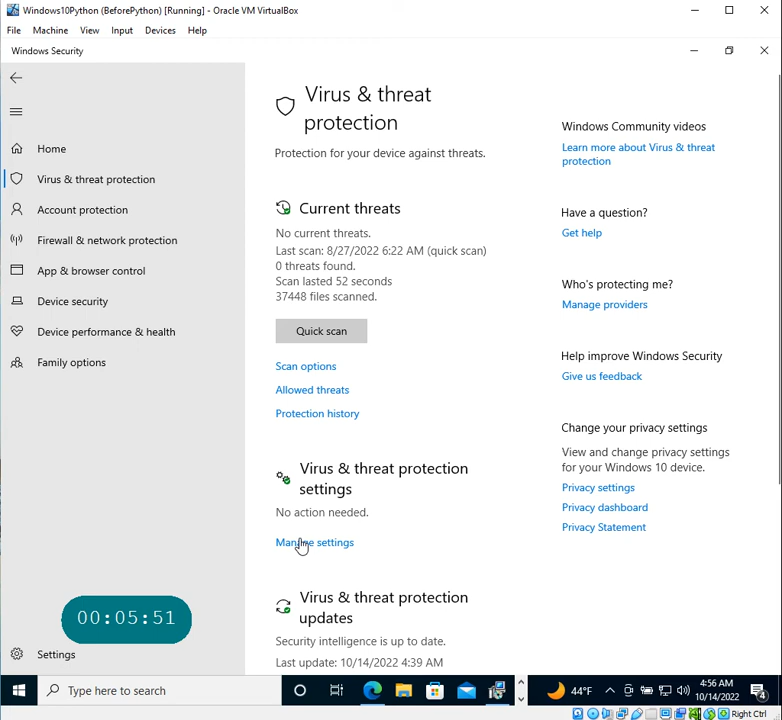 Windows10Python (BeforePython) [Running] - Oracle VM VirtualBox
File Machine View Input Devices Help
Windows Security
Home
Virus & threat protection
Account protection
Firewall & network protection
App & browser control
Device security
Device performance & health
Family options
00:05:51
Settings
Virus & threat
protection
Protection for your device against threats.
Current threats
No current threats.
Last scan: 8/27/2022 6:22 AM (quick scan)
0 threats found.
Scan lasted 52 seconds
37448 files scanned.
Quick scan
Scan options
Allowed threats
Protection history
Virus & threat protection
settings
No action needed.
Manage settings
Virus & threat protection
updates
Security intelligence is up to date.
Last update: 10/14/2022 4:39 AM
Windows Community videos
Learn more about Virus & threat
protection
Have a question?
Get help
Who's protecting me?
Manage providers
Help improve Windows Security
Give us feedback
Change your privacy settings
View and change privacy settings
for your Windows 10 device.
Privacy settings
Privacy dashboard
Privacy Statement
Type here to search
44°F
4:56 AM
10/14/2022
4
Right Ctrl